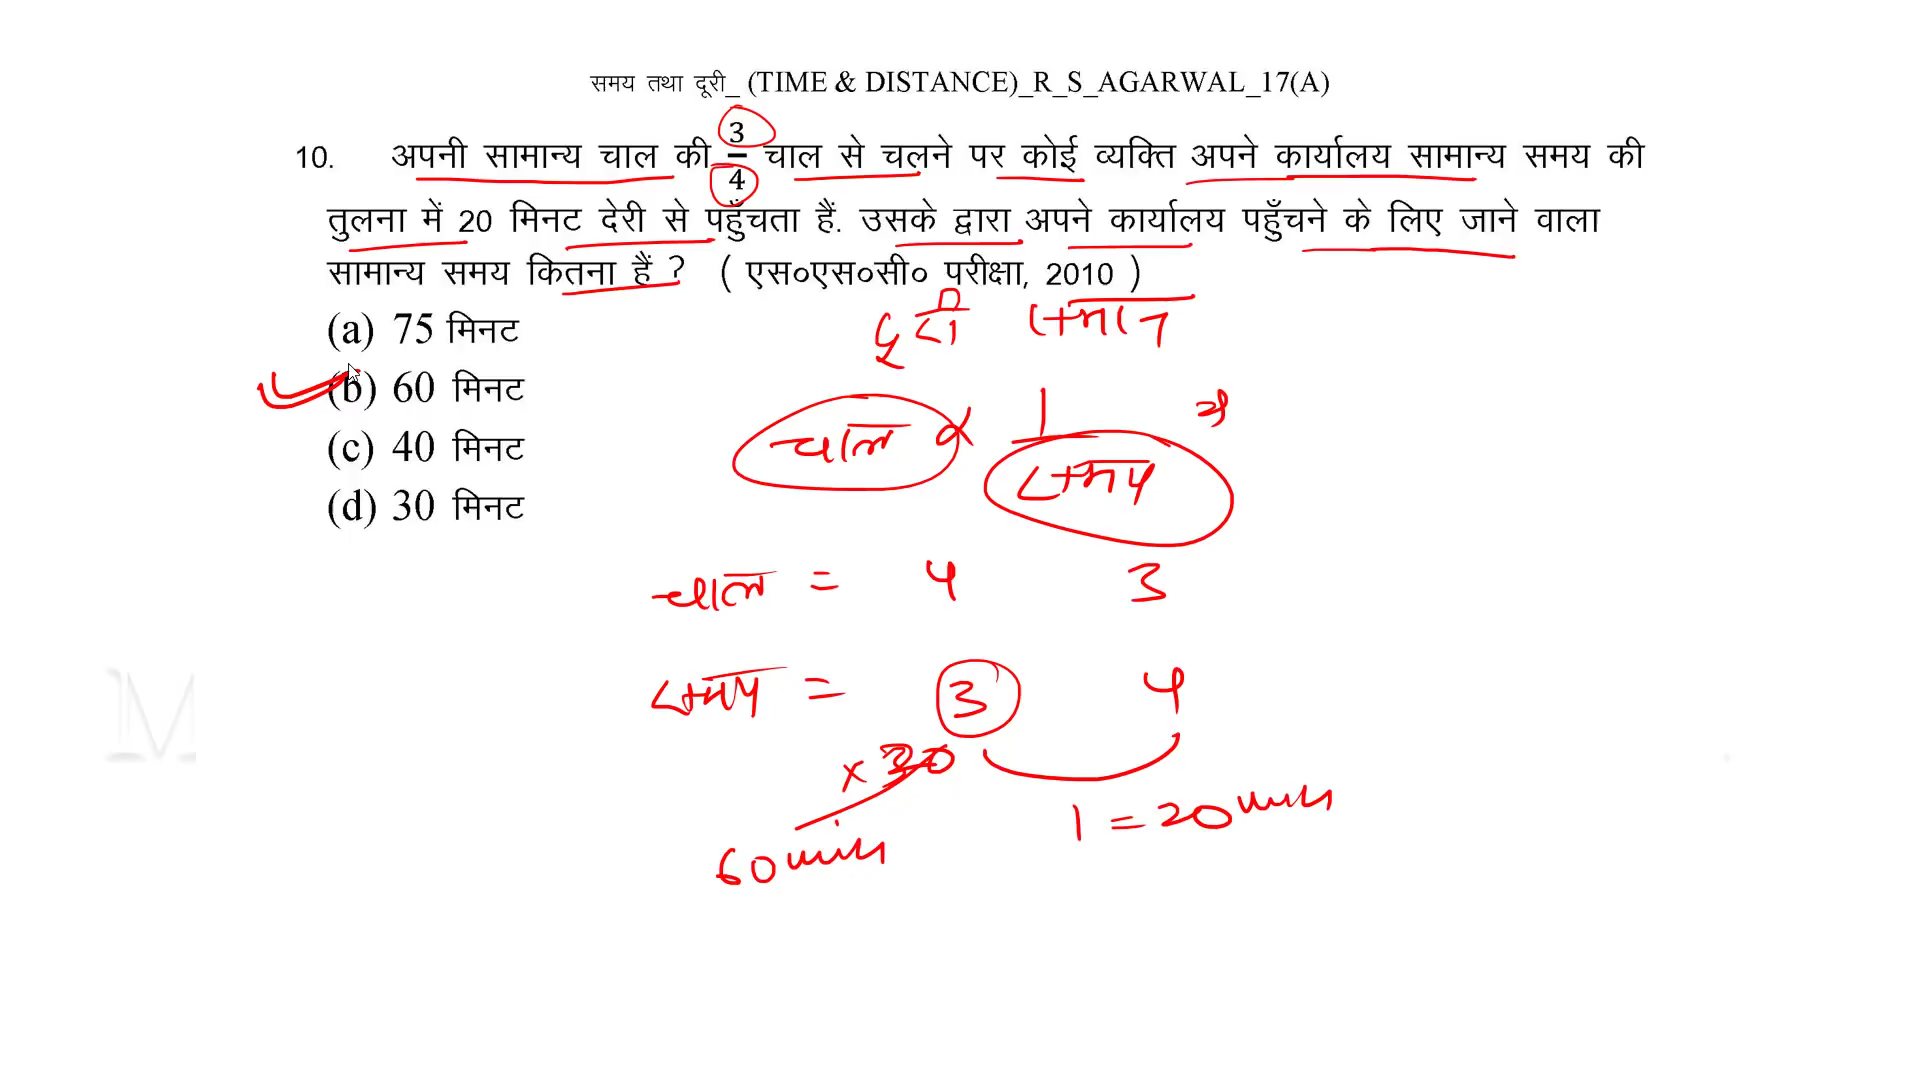 समय तथा दूरी_ (TIME & DISTANCE)_R_S_AGARWAL_17(A)
10. अपनी सामान्य चाल की 3/4 चाल से चलने पर कोई व्यक्ति अपने कार्यालय सामान्य समय की
तुलना में 20 मिनट देरी से पहुँचता हैं. उसके द्वारा अपने कार्यालय पहुँचने के लिए जाने वाला
सामान्य समय कितना हैं ? ( एस०एस०सी० परीक्षा, 2010 )
(a) 75 मिनट
(b) 60 मिनट
(c) 40 मिनट
(d) 30 मिनट
दूरी समान
चाल ∝ 1/समय
चाल = 4 3
समय = 3 4
1 = 20 min
60 min
M